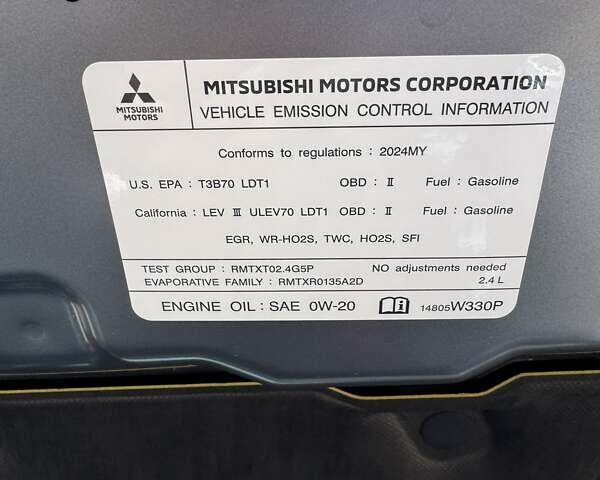 MITSUBISHI MOTORS
MITSUBISHI MOTORS CORPORATION
VEHICLE EMISSION CONTROL INFORMATION
Conforms to regulations : 2024MY
U.S. EPA : T3B70 LDT1 OBD : II Fuel : Gasoline
California : LEV III ULEV70 LDT1 OBD : II Fuel : Gasoline
EGR, WR-HO2S, TWC, HO2S, SFI
TEST GROUP : RMTXT02.4G5P NO adjustments needed
EVAPORATIVE FAMILY : RMTXR0135A2D 2.4 L
ENGINE OIL : SAE 0W-20 14805W330P